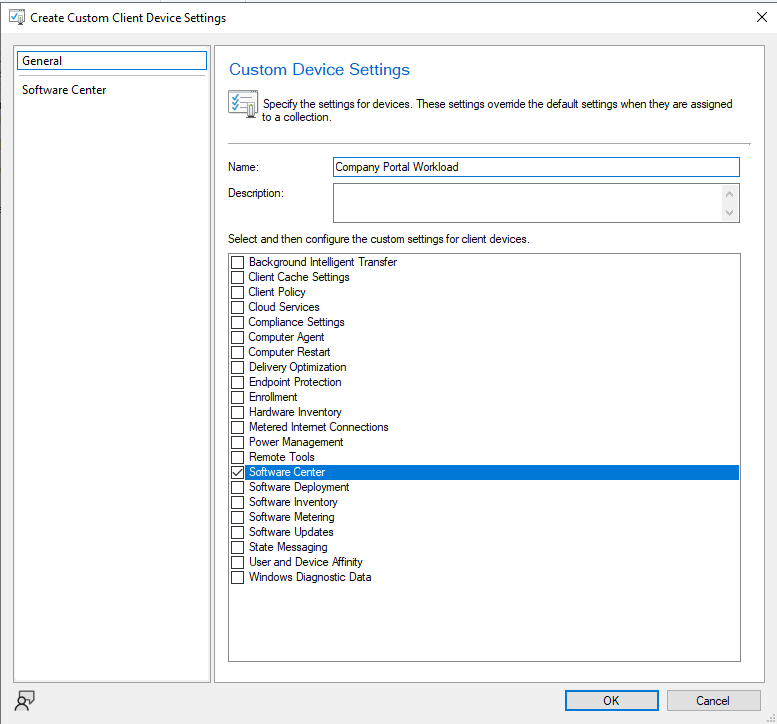 Create Custom Client Device Settings
General
Software Center
Custom Device Settings
Specify the settings for devices. These settings override the default settings when they are assigned
to a collection.
Name:
Company Portal Workload
Description:
Select and then configure the custom settings for client devices.
Background Intelligent Transfer
Client Cache Settings
Client Policy
Cloud Services
Compliance Settings
Computer Agent
Computer Restart
Delivery Optimization
Endpoint Protection
Enrollment
Hardware Inventory
Metered Internet Connections
Power Management
Remote Tools
Software Center
Software Deployment
Software Inventory
Software Metering
Software Updates
State Messaging
User and Device Affinity
Windows Diagnostic Data
OK
Cancel